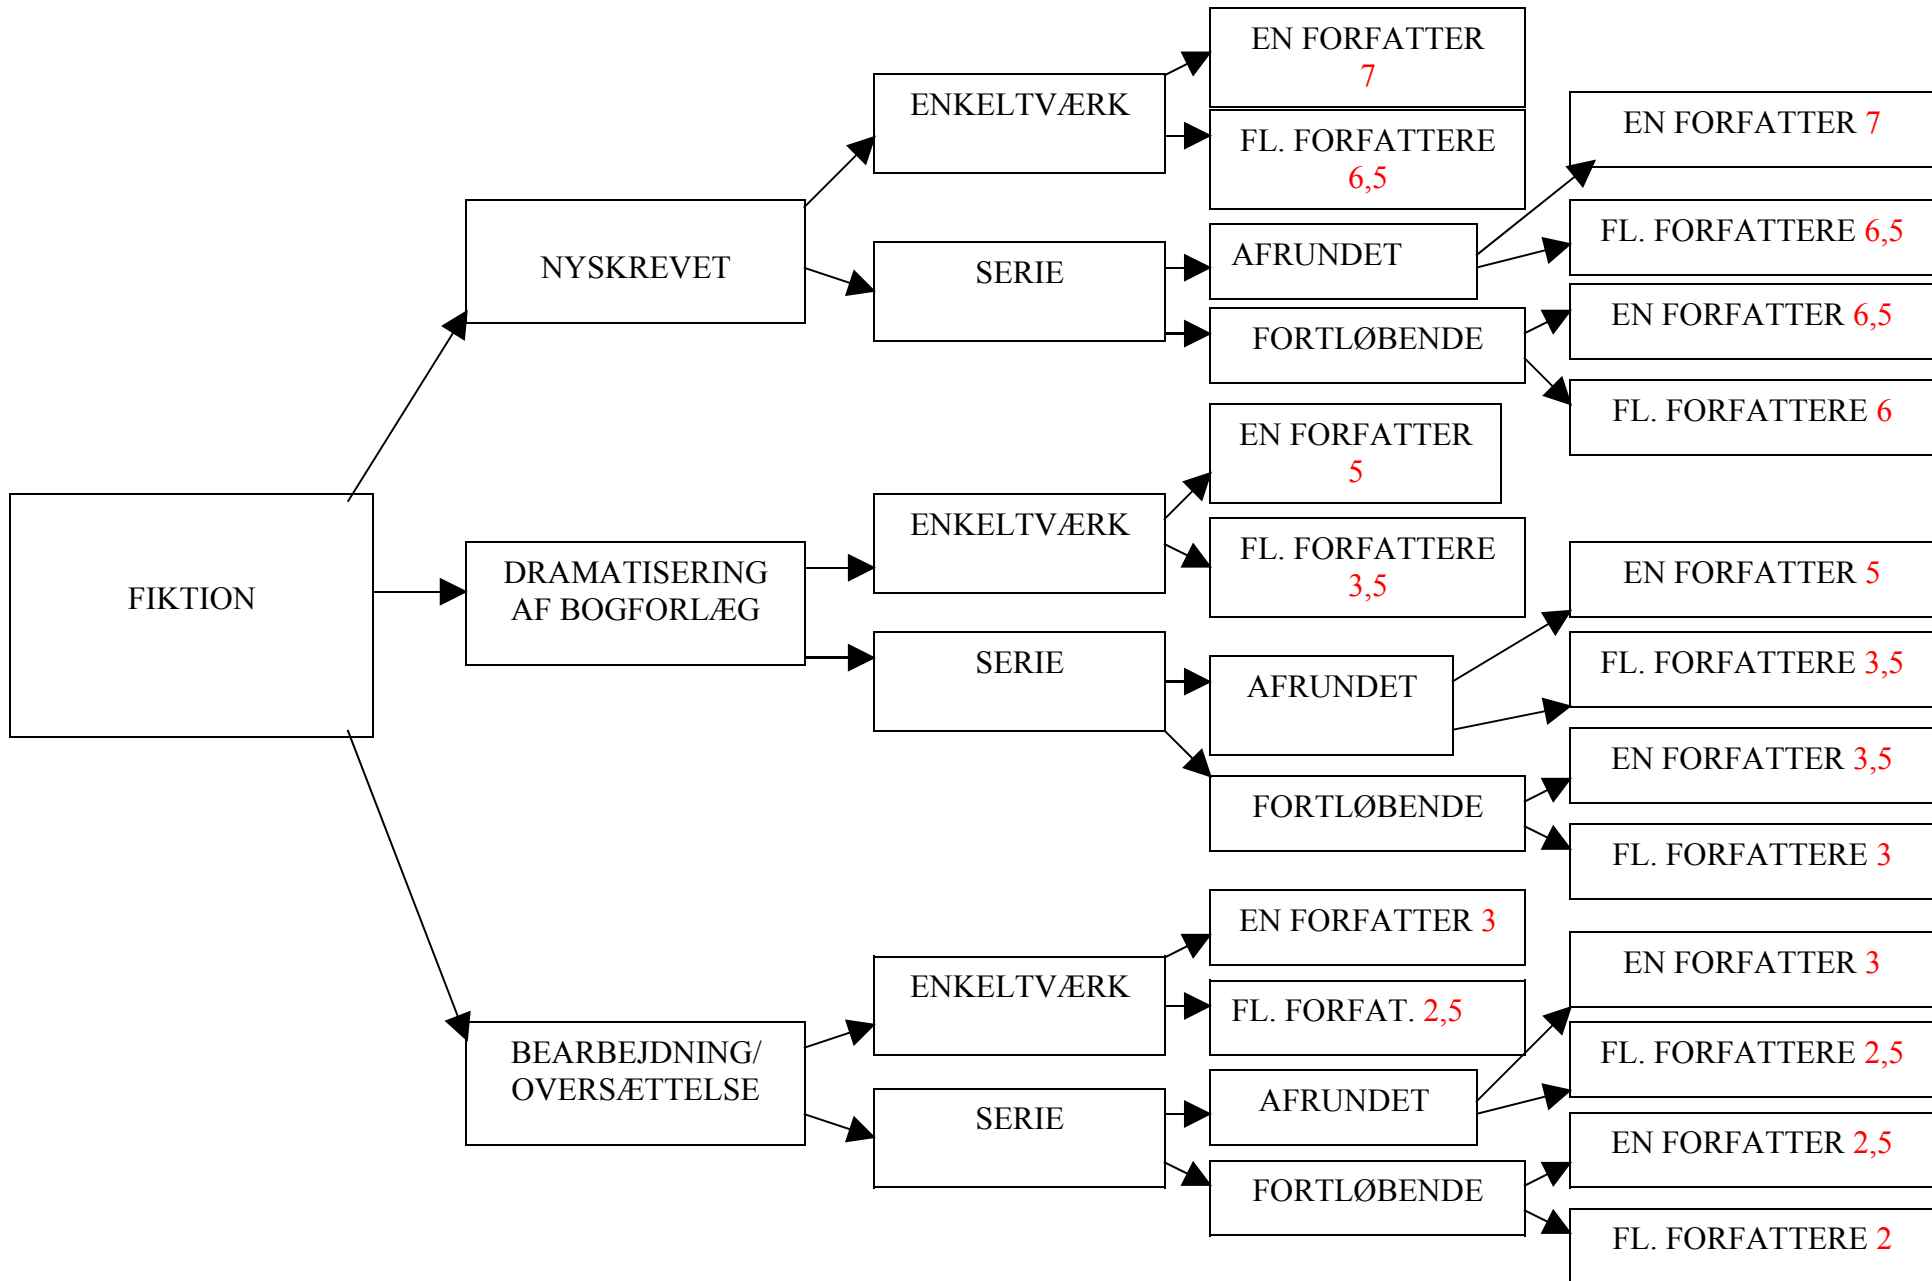 FIKTION
NYSKREVET
ENKELTVÆRK
EN FORFATTER
7
FL. FORFATTERE
6,5
SERIE
AFRUNDET
EN FORFATTER 7
FL. FORFATTERE 6,5
FORTLØBENDE
EN FORFATTER 6,5
FL. FORFATTERE 6
DRAMATISERING
AF BOGFORLÆG
ENKELTVÆRK
EN FORFATTER
5
FL. FORFATTERE
3,5
SERIE
AFRUNDET
EN FORFATTER 5
FL. FORFATTERE 3,5
FORTLØBENDE
EN FORFATTER 3,5
FL. FORFATTERE 3
BEARBEJDNING/
OVERSÆTTELSE
ENKELTVÆRK
EN FORFATTER 3
FL. FORFAT. 2,5
SERIE
AFRUNDET
EN FORFATTER 3
FL. FORFATTERE 2,5
FORTLØBENDE
EN FORFATTER 2,5
FL. FORFATTERE 2